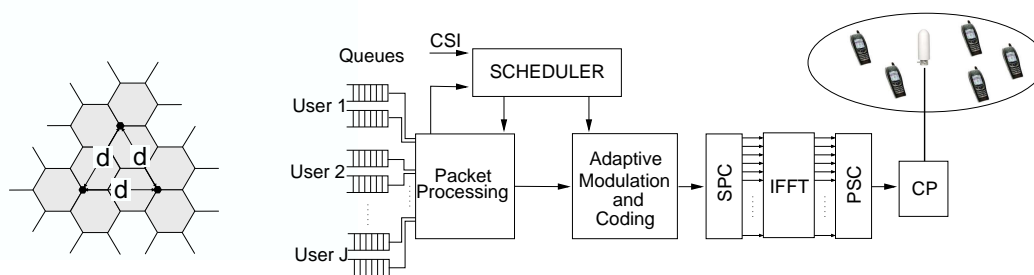 d
d
d
Queues
CSI
SCHEDULER
User 1
User 2
User J
Packet
Processing
Adaptive
Modulation
and
Coding
SPC
IFFT
PSC
CP